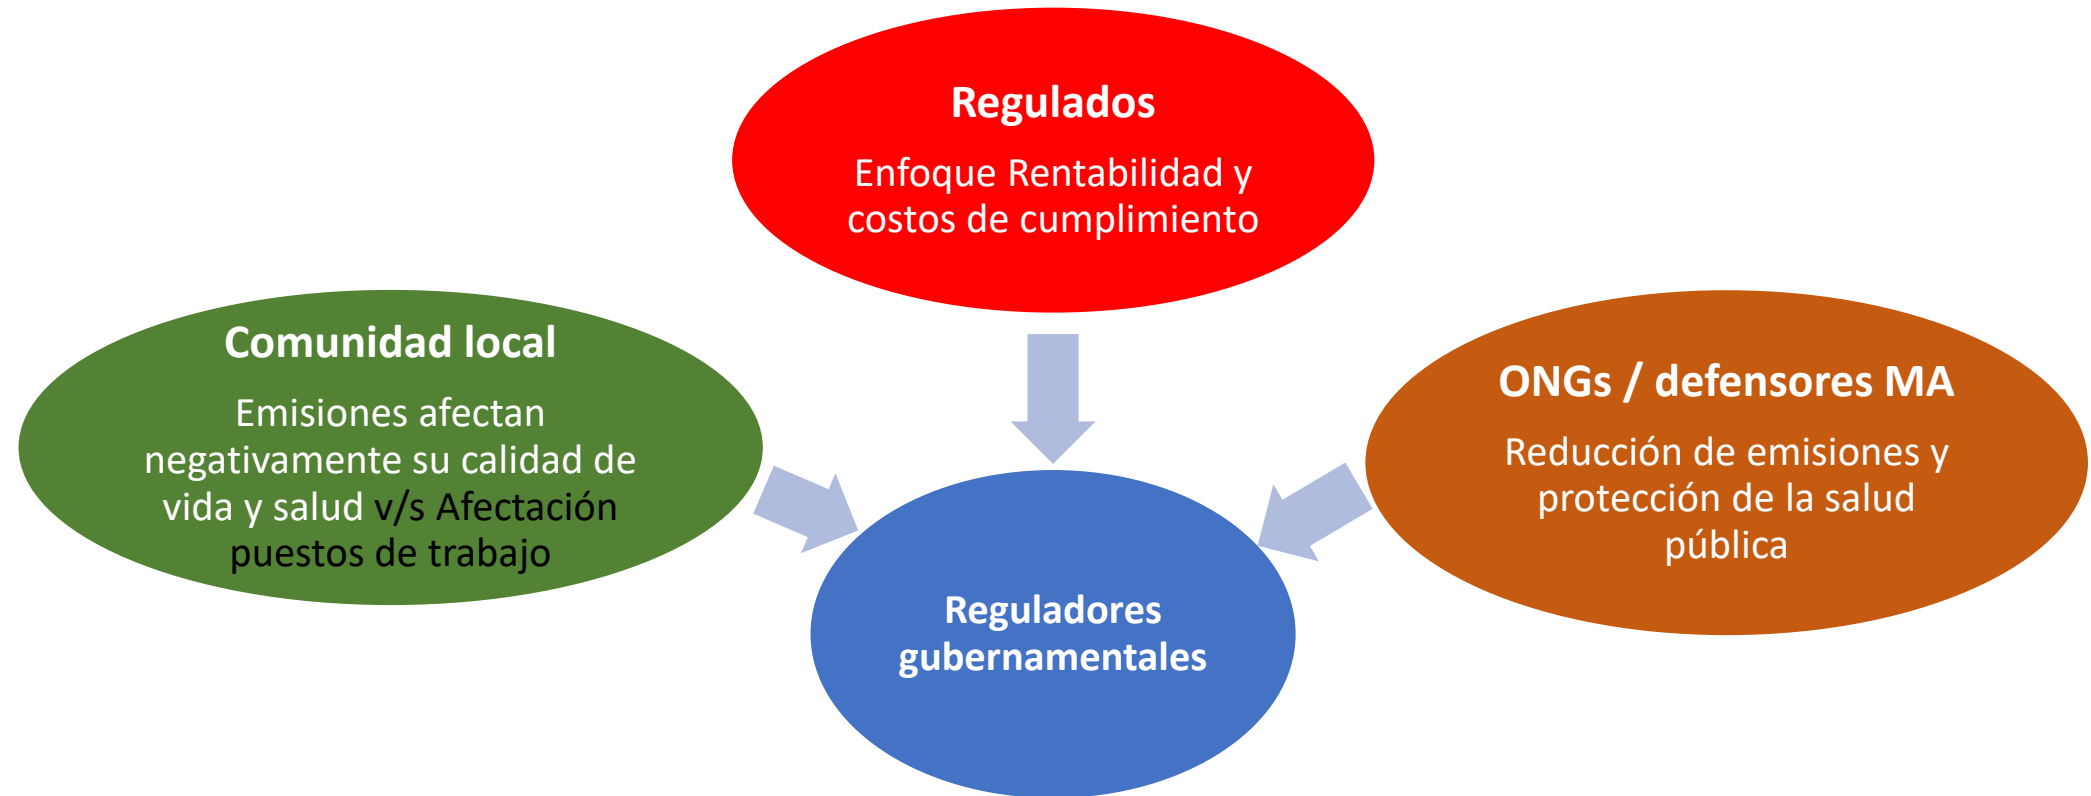 Regulados
Enfoque Rentabilidad y
costos de cumplimiento
Comunidad local
Emisiones afectan
negativamente su calidad de
vida y salud v/s Afectación
puestos de trabajo
ONGs / defensores MA
Reducción de emisiones y
protección de la salud
pública
Reguladores
gubernamentales